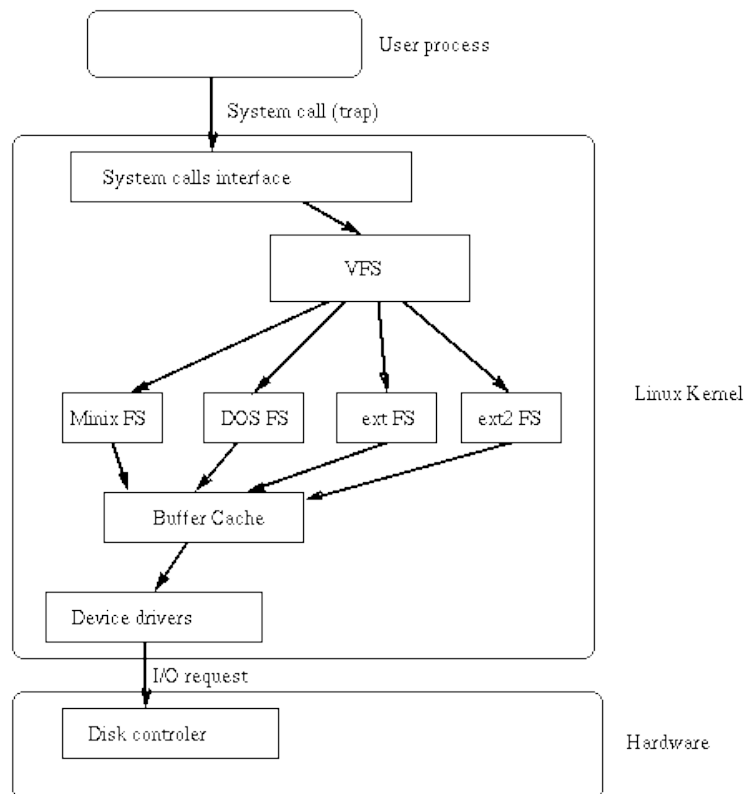 User process
System call (trap)
System calls interface
VFS
Linux Kernel
Minix FS
DOS FS
ext FS
ext2 FS
Buffer Cache
Device drivers
I/O request
Disk controler
Hardware